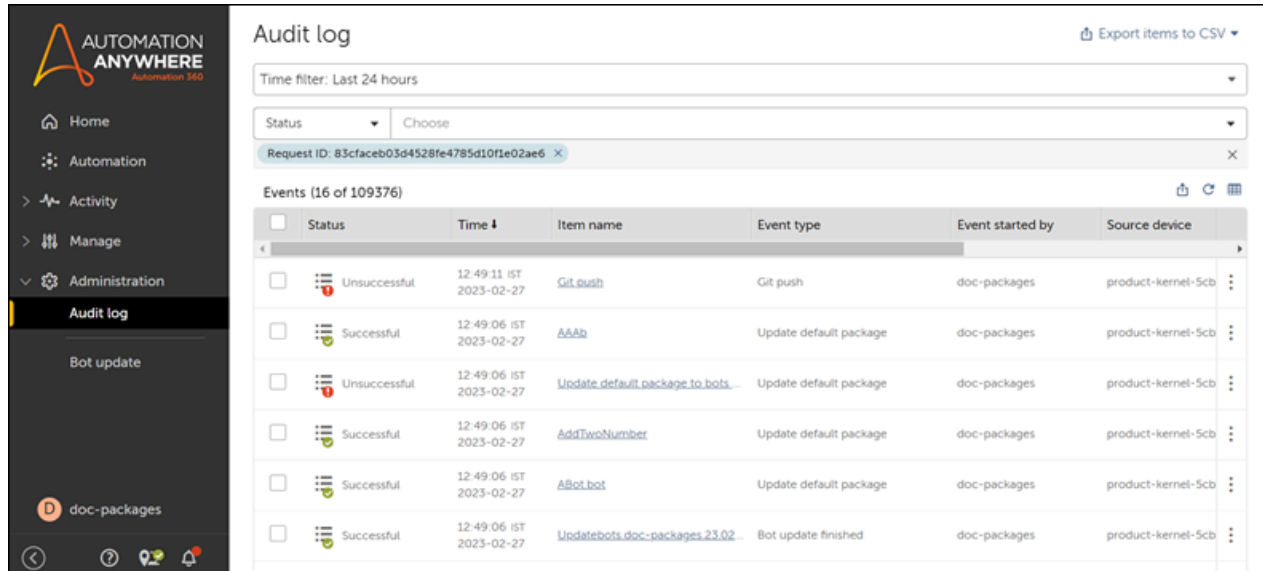 AUTOMATION
ANYWHERE
Automation 360
Home
Automation
Activity
Manage
Administration
Audit log
Bot update
D doc-packages
Audit log
Export items to CSV
Time filter: Last 24 hours
Status Choose
Request ID: 83cfaceb03d4528fe4785d10f1e02ae6 ×
Events (16 of 109376)
Status Time Item name Event type Event started by Source device
Unsuccessful 12:49:11 IST 2023-02-27 Git push Git push doc-packages product-kernel-5cb
Successful 12:49:06 IST 2023-02-27 AAAb Update default package doc-packages product-kernel-5cb
Unsuccessful 12:49:06 IST 2023-02-27 Update default package to bots ... Update default package doc-packages product-kernel-5cb
Successful 12:49:06 IST 2023-02-27 AddTwoNumber Update default package doc-packages product-kernel-5cb
Successful 12:49:06 IST 2023-02-27 ABot.bot Update default package doc-packages product-kernel-5cb
Successful 12:49:06 IST 2023-02-27 Updatebots.doc-packages.23.02... Bot update finished doc-packages product-kernel-5cb